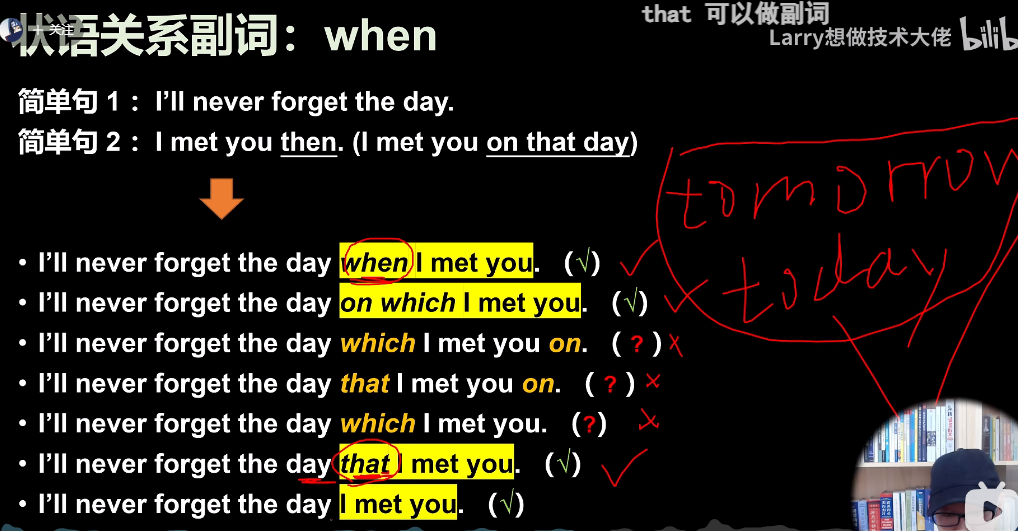 that 可以做副词
+ 关注
状语关系副词：when
Larry想做技术大佬
简单句 1： I’ll never forget the day.
简单句 2： I met you then. (I met you on that day)
tomorrow
today
• I’ll never forget the day when I met you. (√)
• I’ll never forget the day on which I met you. (√)
• I’ll never forget the day which I met you on. (？)
• I’ll never forget the day that I met you on. (？)
• I’ll never forget the day which I met you. (?)
• I’ll never forget the day that I met you. (√)
• I’ll never forget the day I met you. (√)